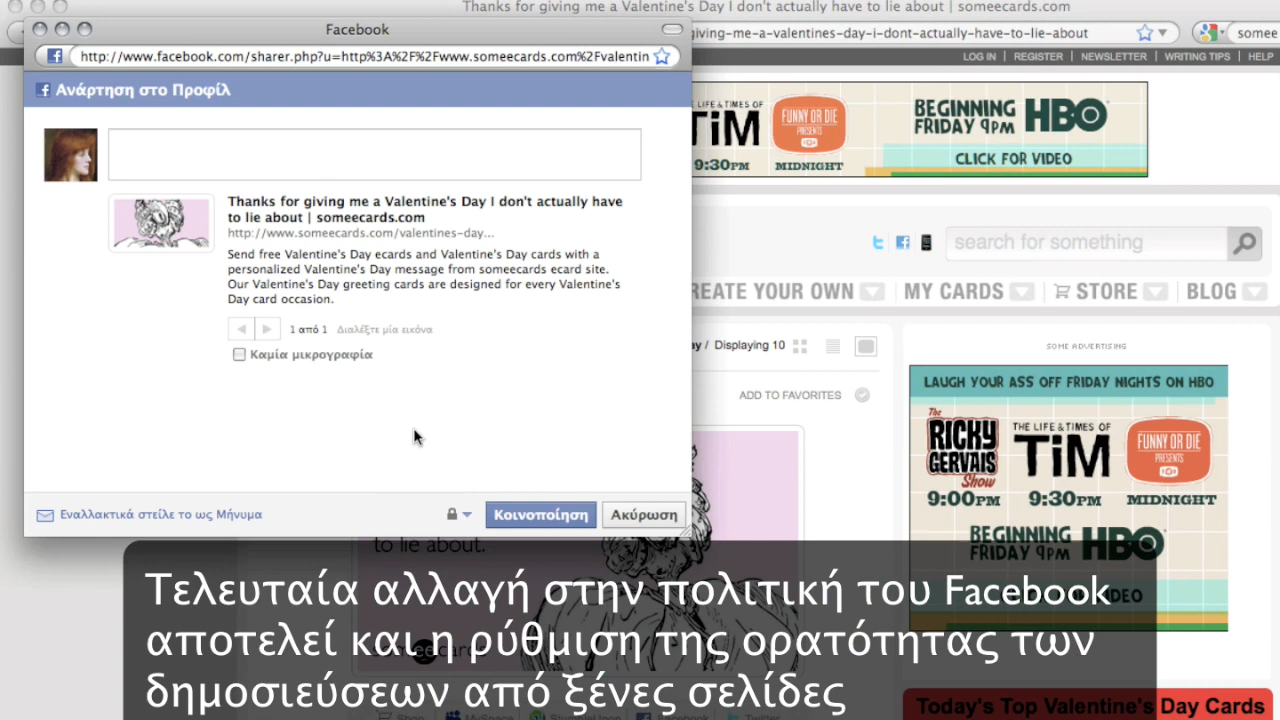 Thanks for giving me a Valentine's Day I don't actually have to lie about | someecards.com
Facebook
http://www.facebook.com/sharer.php?u=http%3A%2F%2Fwww.someecards.com%2Fvalentin
giving-me-a-valentines-day-i-dont-actually-have-to-lie-about
somee
LOG IN | REGISTER | NEWSLETTER | WRITING TIPS | HELP
Ανάρτηση στο Προφίλ
LIFE & TIMES OF
TiM
9:30PM
FUNNY OR DIE
PRESENTS
MIDNIGHT
BEGINNING
FRIDAY 9PM
HBO
CLICK FOR VIDEO
Thanks for giving me a Valentine's Day I don't actually have
to lie about | someecards.com
http://www.someecards.com/valentines-day...
Send free Valentine's Day ecards and Valentine's Day cards with a
personalized Valentine's Day message from someecards ecard site.
Our Valentine's Day greeting cards are designed for every Valentine's
Day card occasion.
1 από 1 Διαλέξτε μία εικόνα
Καμία μικρογραφία
search for something
REATE YOUR OWN
MY CARDS
STORE
BLOG
ay / Displaying 10
ADD TO FAVORITES
SOME ADVERTISING
LAUGH YOUR ASS OFF FRIDAY NIGHTS ON HBO
The
RICKY
GERVAIS
Show
9:00PM
THE LIFE & TIMES OF
TiM
9:30PM
FUNNY OR DIE
PRESENTS
MIDNIGHT
BEGINNING
FRIDAY 9PM
HBO
Εναλλακτικά στείλε το ως Μήνυμα
Κοινοποίηση
Ακύρωση
to lie about.
Τελευταία αλλαγή στην πολιτική του Facebook
αποτελεί και η ρύθμιση της ορατότητας των
δημοσιεύσεων από ξένες σελίδες
Today's Top Valentine's Day Cards